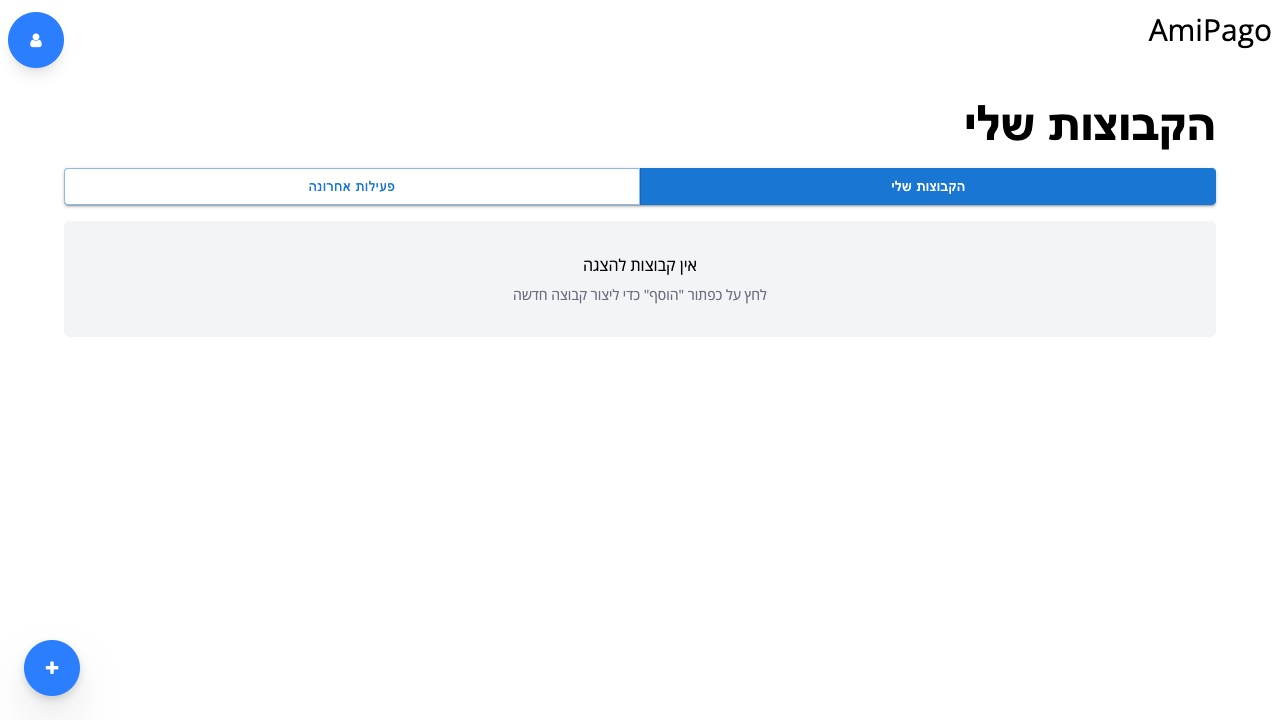 AmiPago
הקבוצות שלי
הקבוצות שלי
פעילות אחרונה
אין קבוצות להצגה
לחץ על כפתור "הוסף" כדי ליצור קבוצה חדשה